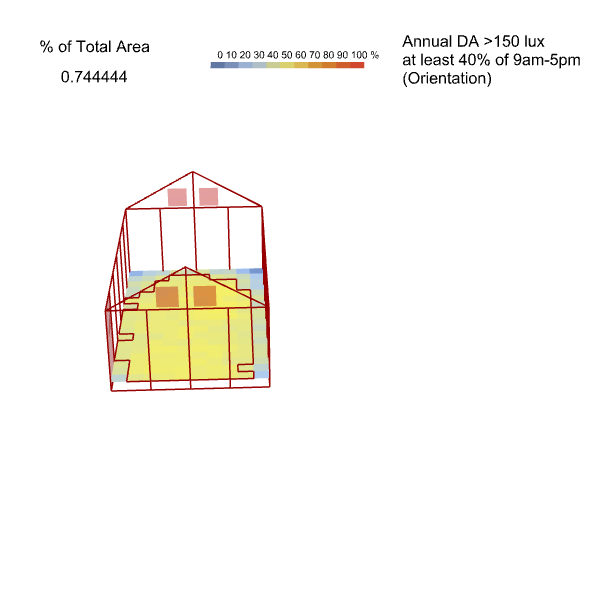 % of Total Area
0.744444
0 10 20 30 40 50 60 70 80 90 100 %
Annual DA >150 lux
at least 40% of 9am-5pm
(Orientation)